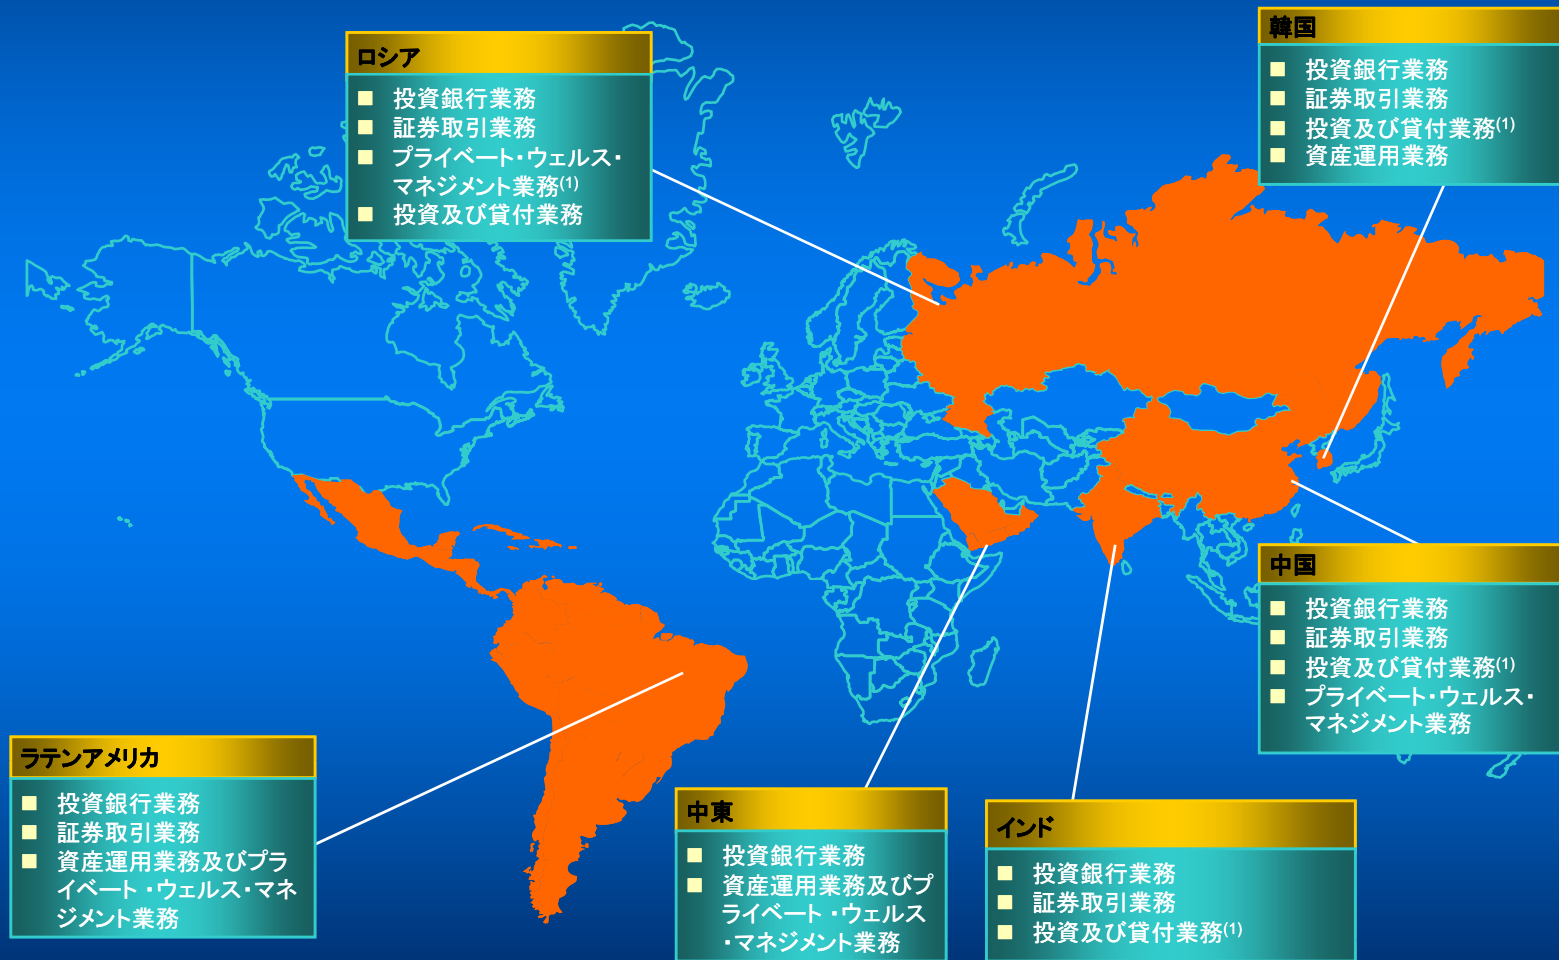 ロシア
■ 投資銀行業務
■ 証券取引業務
■ プライベート・ウェルス・
マネジメント業務(1)
■ 投資及び貸付業務
韓国
■ 投資銀行業務
■ 証券取引業務
■ 投資及び貸付業務(1)
■ 資産運用業務
中国
■ 投資銀行業務
■ 証券取引業務
■ 投資及び貸付業務(1)
■ プライベート・ウェルス・
マネジメント業務
ラテンアメリカ
■ 投資銀行業務
■ 証券取引業務
■ 資産運用業務及びプラ
イベート・ウェルス・マネ
ジメント業務
中東
■ 投資銀行業務
■ 資産運用業務及びプ
ライベート・ウェルス
・マネジメント業務
インド
■ 投資銀行業務
■ 証券取引業務
■ 投資及び貸付業務(1)